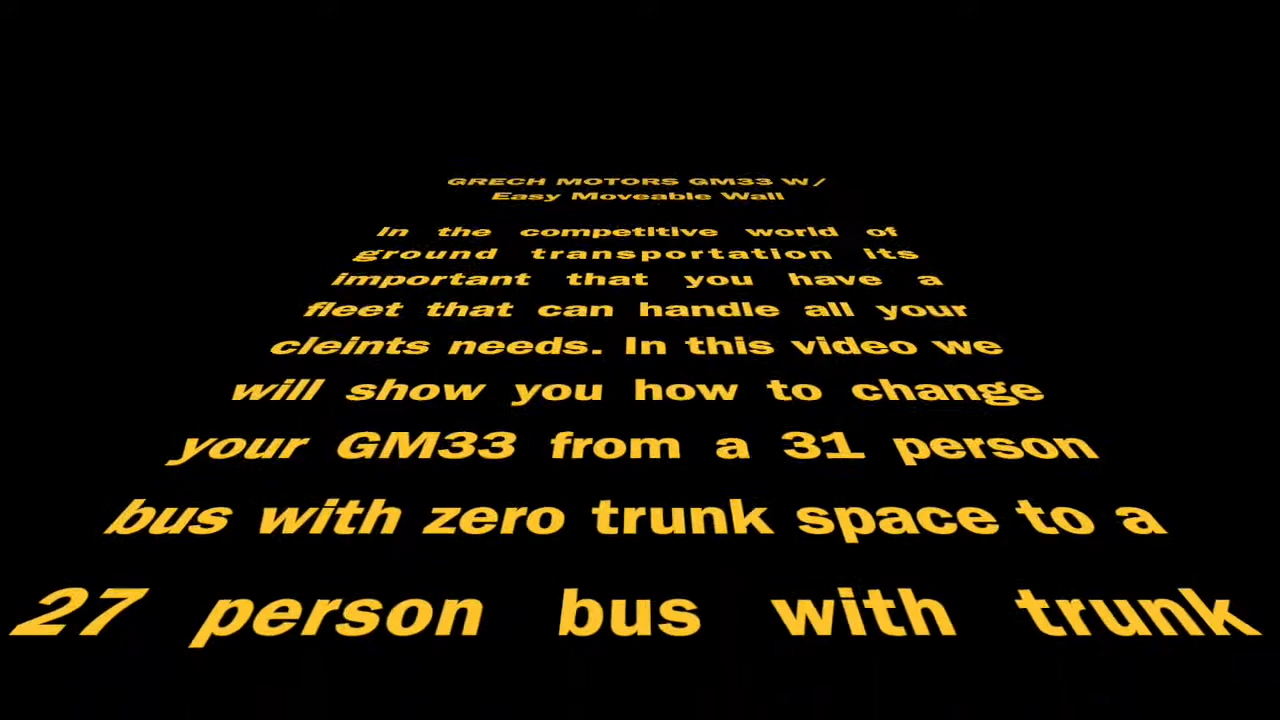 GRECH MOTORS GM33 W/
Easy Moveable Wall
In the competitive world of
ground transportation its
important that you have a
fleet that can handle all your
cleints needs. In this video we
will show you how to change
your GM33 from a 31 person
bus with zero trunk space to a
27 person bus with trunk